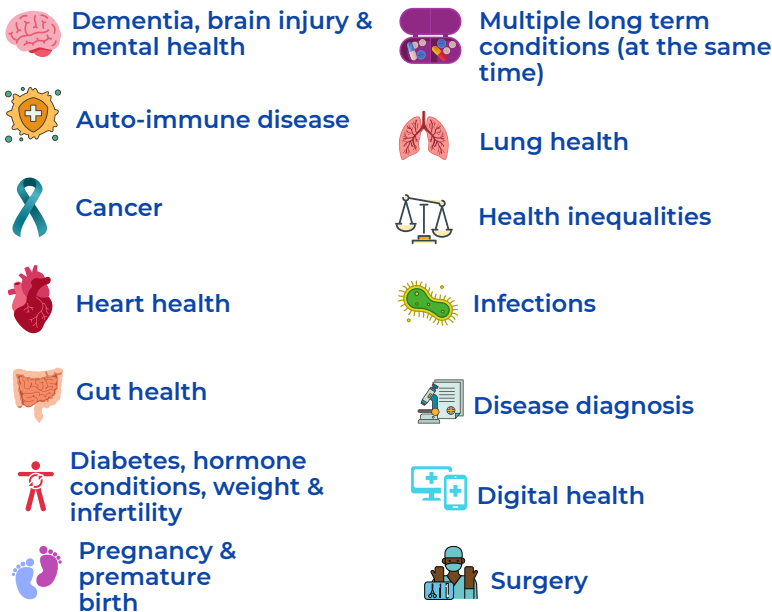 Dementia, brain injury &
mental health
Auto-immune disease
Cancer
Heart health
Gut health
Diabetes, hormone
conditions, weight &
infertility
Pregnancy &
premature
birth
Multiple long term
conditions (at the same
time)
Lung health
Health inequalities
Infections
Disease diagnosis
Digital health
Surgery